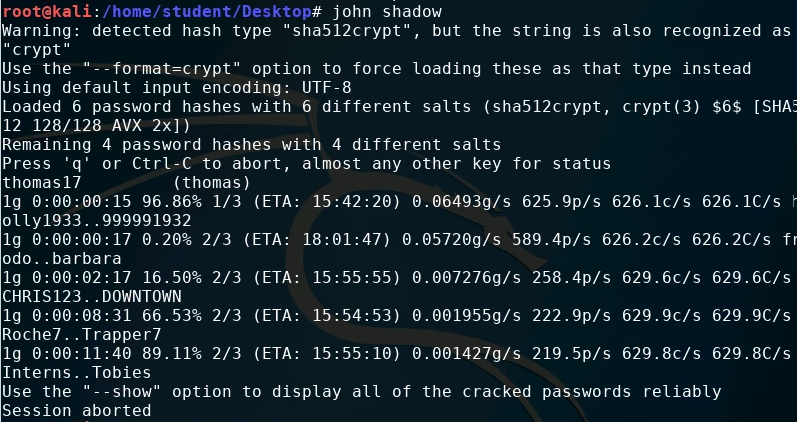 root@kali:/home/student/Desktop# john shadow
Warning: detected hash type "sha512crypt", but the string is also recognized as
"crypt"
Use the "--format=crypt" option to force loading these as that type instead
Using default input encoding: UTF-8
Loaded 6 password hashes with 6 different salts (sha512crypt, crypt(3) $6$ [SHA5
12 128/128 AVX 2x])
Remaining 4 password hashes with 4 different salts
Press 'q' or Ctrl-C to abort, almost any other key for status
thomas17         (thomas)
1g 0:00:00:15 96.86% 1/3 (ETA: 15:42:20) 0.06493g/s 625.9p/s 626.1c/s 626.1C/s h
olly1933..999991932
1g 0:00:00:17 0.20% 2/3 (ETA: 18:01:47) 0.05720g/s 589.4p/s 626.2c/s 626.2C/s fr
odo..barbara
1g 0:00:02:17 16.50% 2/3 (ETA: 15:55:55) 0.007276g/s 258.4p/s 629.6c/s 629.6C/s
CHRIS123..DOWNTOWN
1g 0:00:08:31 66.53% 2/3 (ETA: 15:54:53) 0.001955g/s 222.9p/s 629.9c/s 629.9C/s
Roche7..Trapper7
1g 0:00:11:40 89.11% 2/3 (ETA: 15:55:10) 0.001427g/s 219.5p/s 629.8c/s 629.8C/s
Interns..Tobies
Use the "--show" option to display all of the cracked passwords reliably
Session aborted